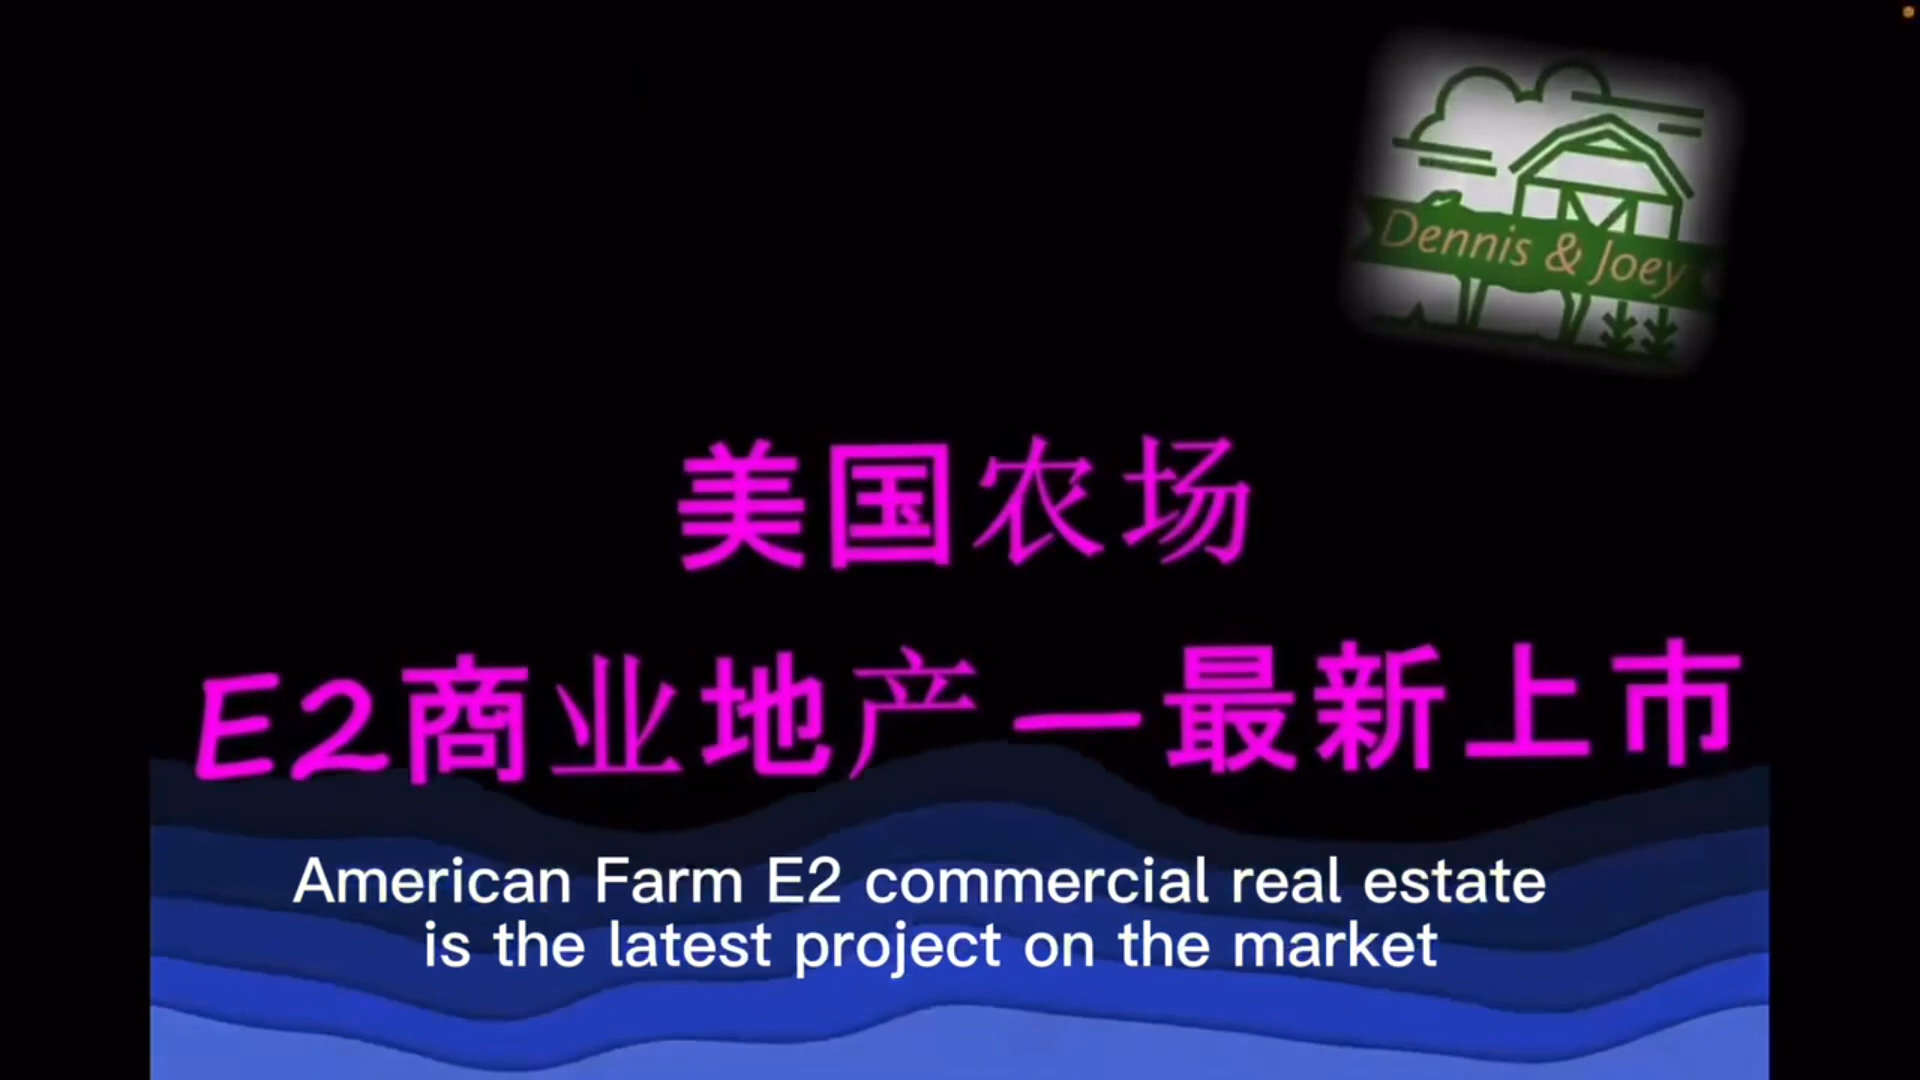 Dennis & Joey
美国农场
E2商业地产—最新上市
American Farm E2 commercial real estate
is the latest project on the market